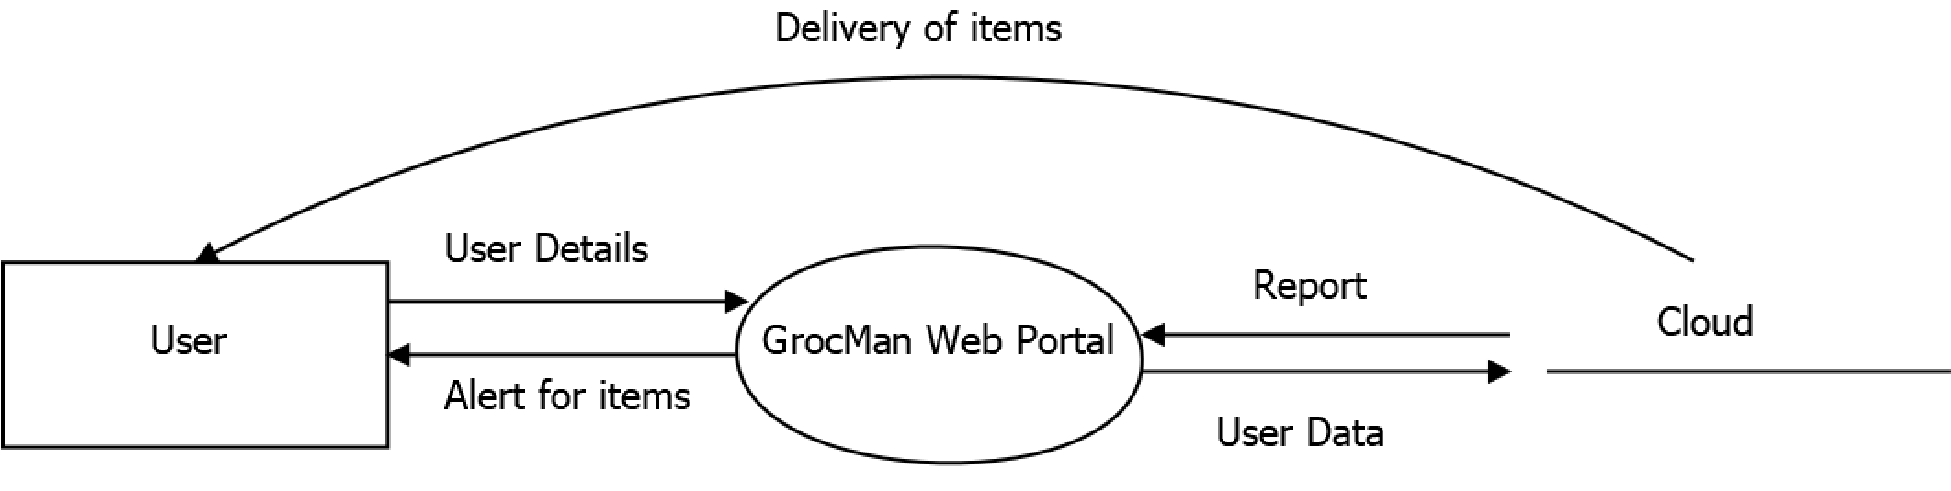 Delivery of items
User Details
Report
Cloud
User
GrocMan Web Portal
Alert for items
User Data